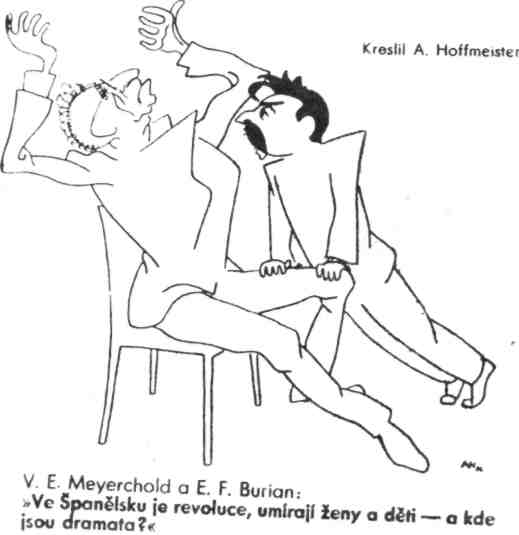 Kreslil A. Hoffmeister
V. E. Meyerchold a E. F. Burian:
»Ve Španělsku je revoluce, umírají ženy a děti — a kde
jsou dramata?«